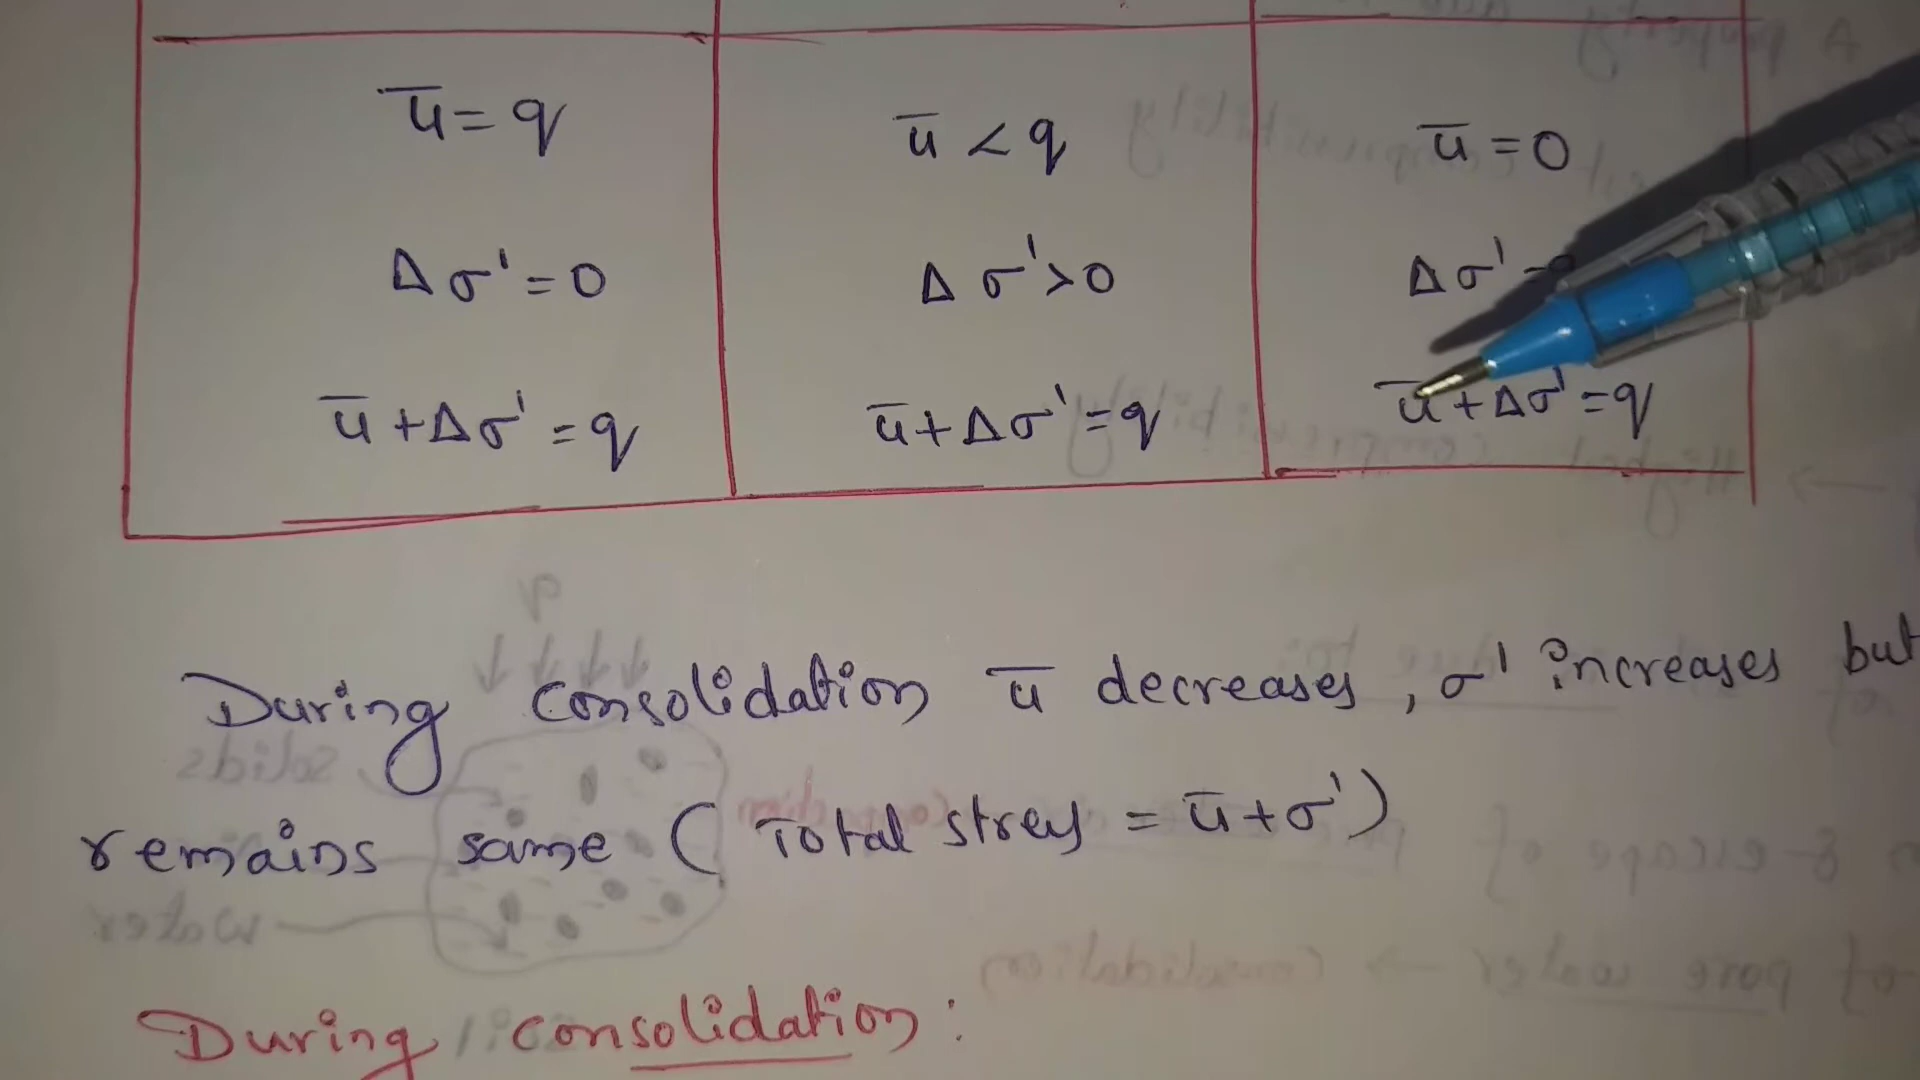 u̅ = q
u̅ < q
u̅ = 0
Δσ' = 0
Δσ' > 0
Δσ' =
u̅ + Δσ' = q
u̅ + Δσ' = q
u̅ + Δσ' = q
During consolidation u̅ decreases, σ' increases but
remains same (Total stress = u̅ + σ')
During consolidation: